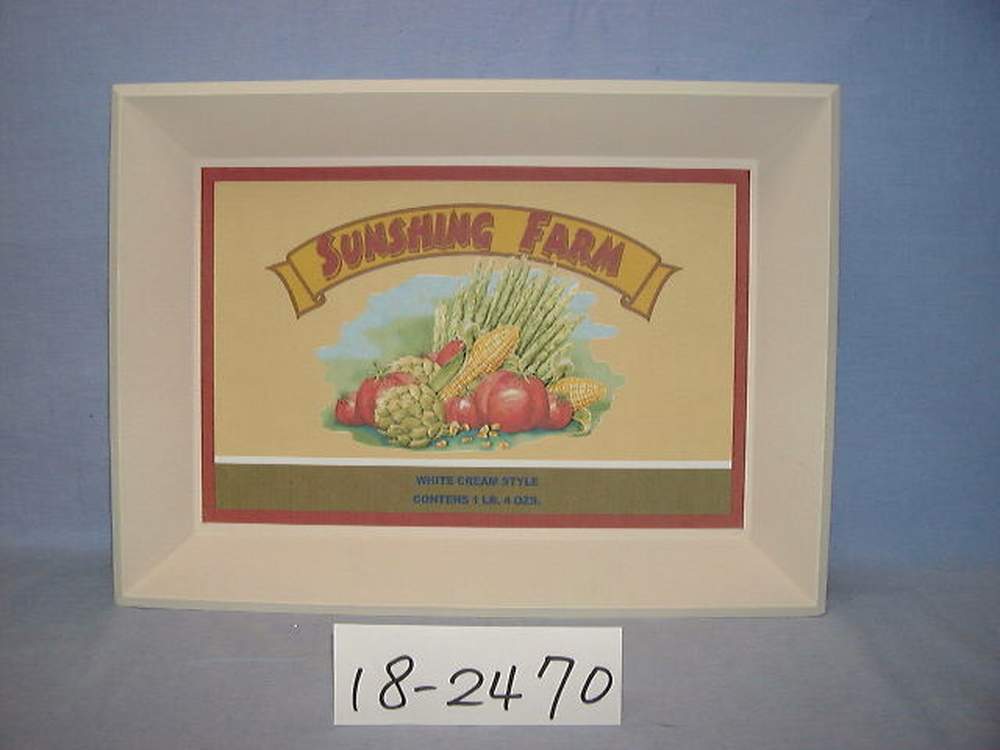 SUNSHING FARM
WHITE CREAM STYLE
CONTENS 1 LB. 4 OZS.
18-2470